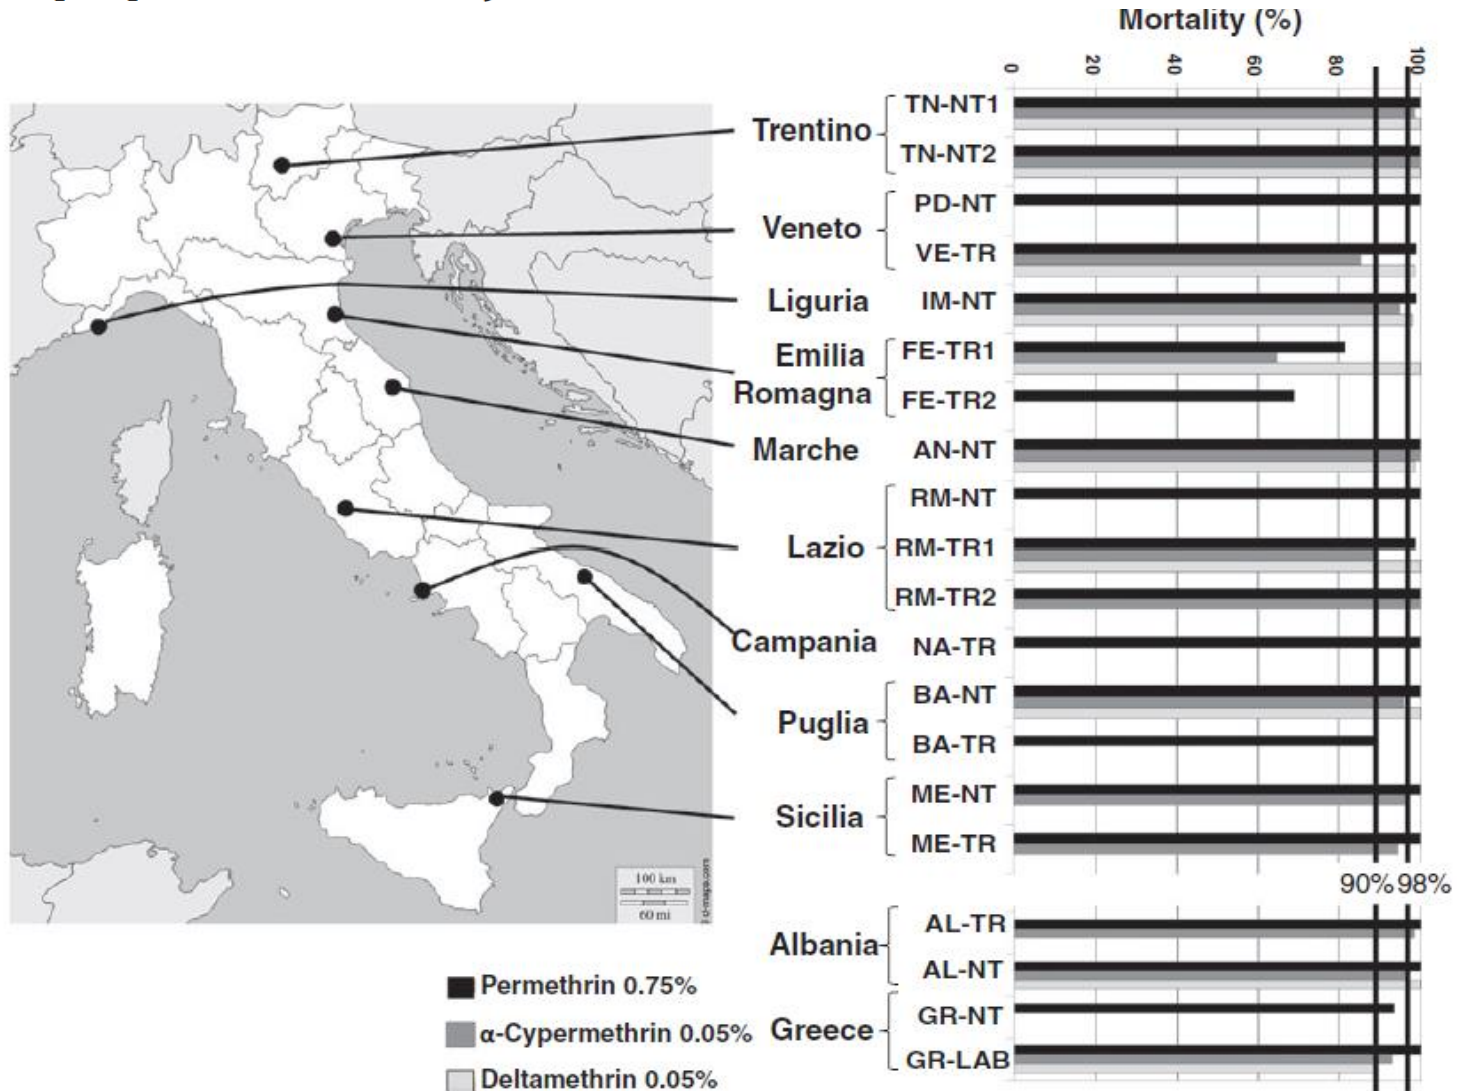 Mortality (%)
0 20 40 60 80 100
Trentino
TN-NT1
TN-NT2
Veneto
PD-NT
VE-TR
Liguria
IM-NT
Emilia
Romagna
FE-TR1
FE-TR2
Marche
AN-NT
Lazio
RM-NT
RM-TR1
RM-TR2
Campania
NA-TR
Puglia
BA-NT
BA-TR
Sicilia
ME-NT
ME-TR
90% 98%
Albania
AL-TR
AL-NT
Greece
GR-NT
GR-LAB
100 km
60 mi
d-maps.com
Permethrin 0.75%
α-Cypermethrin 0.05%
Deltamethrin 0.05%